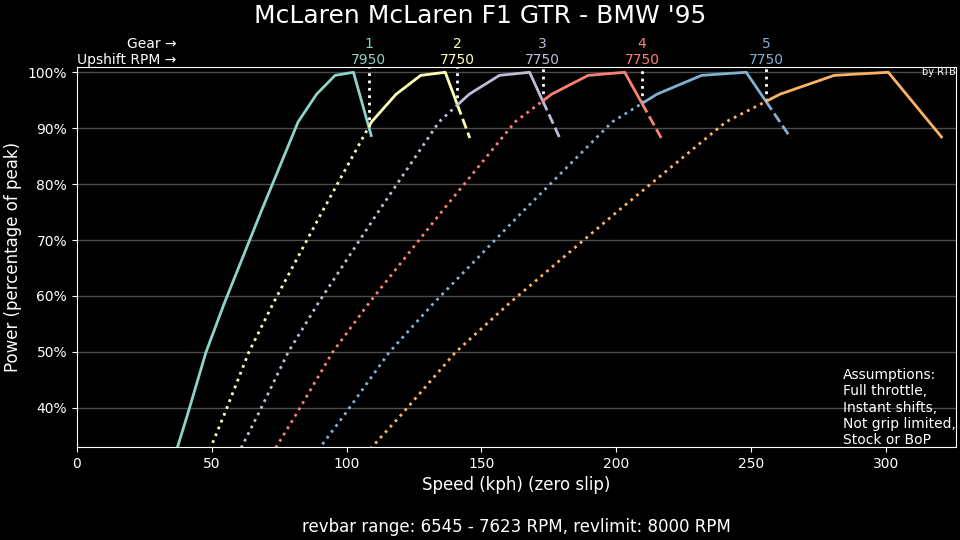 McLaren McLaren F1 GTR - BMW '95
Gear → 1 2 3 4 5
Upshift RPM → 7950 7750 7750 7750 7750
by RTB
100%
90%
80%
70%
60%
50%
40%
Power (percentage of peak)
Assumptions:
Full throttle,
Instant shifts,
Not grip limited,
Stock or BoP
0 50 100 150 200 250 300
Speed (kph) (zero slip)
revbar range: 6545 - 7623 RPM, revlimit: 8000 RPM